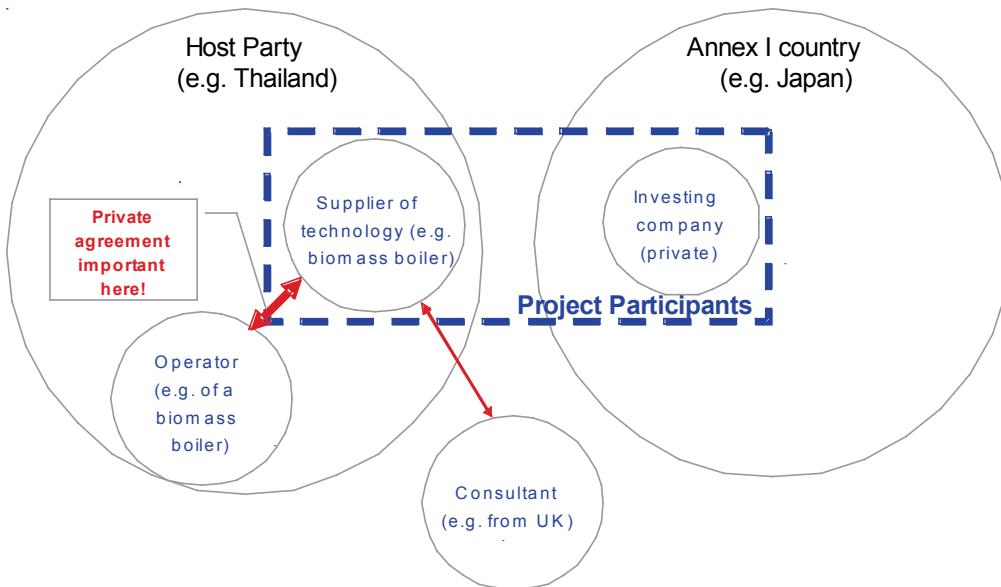 Host Party
(e.g. Thailand)
Annex I country
(e.g. Japan)
Supplier of
technology (e.g.
biomass boiler)
Investing
company
(private)
Private
agreement
important
here!
Project Participants
Operator
(e.g. of a
biomass
boiler)
Consultant
(e.g. from UK)